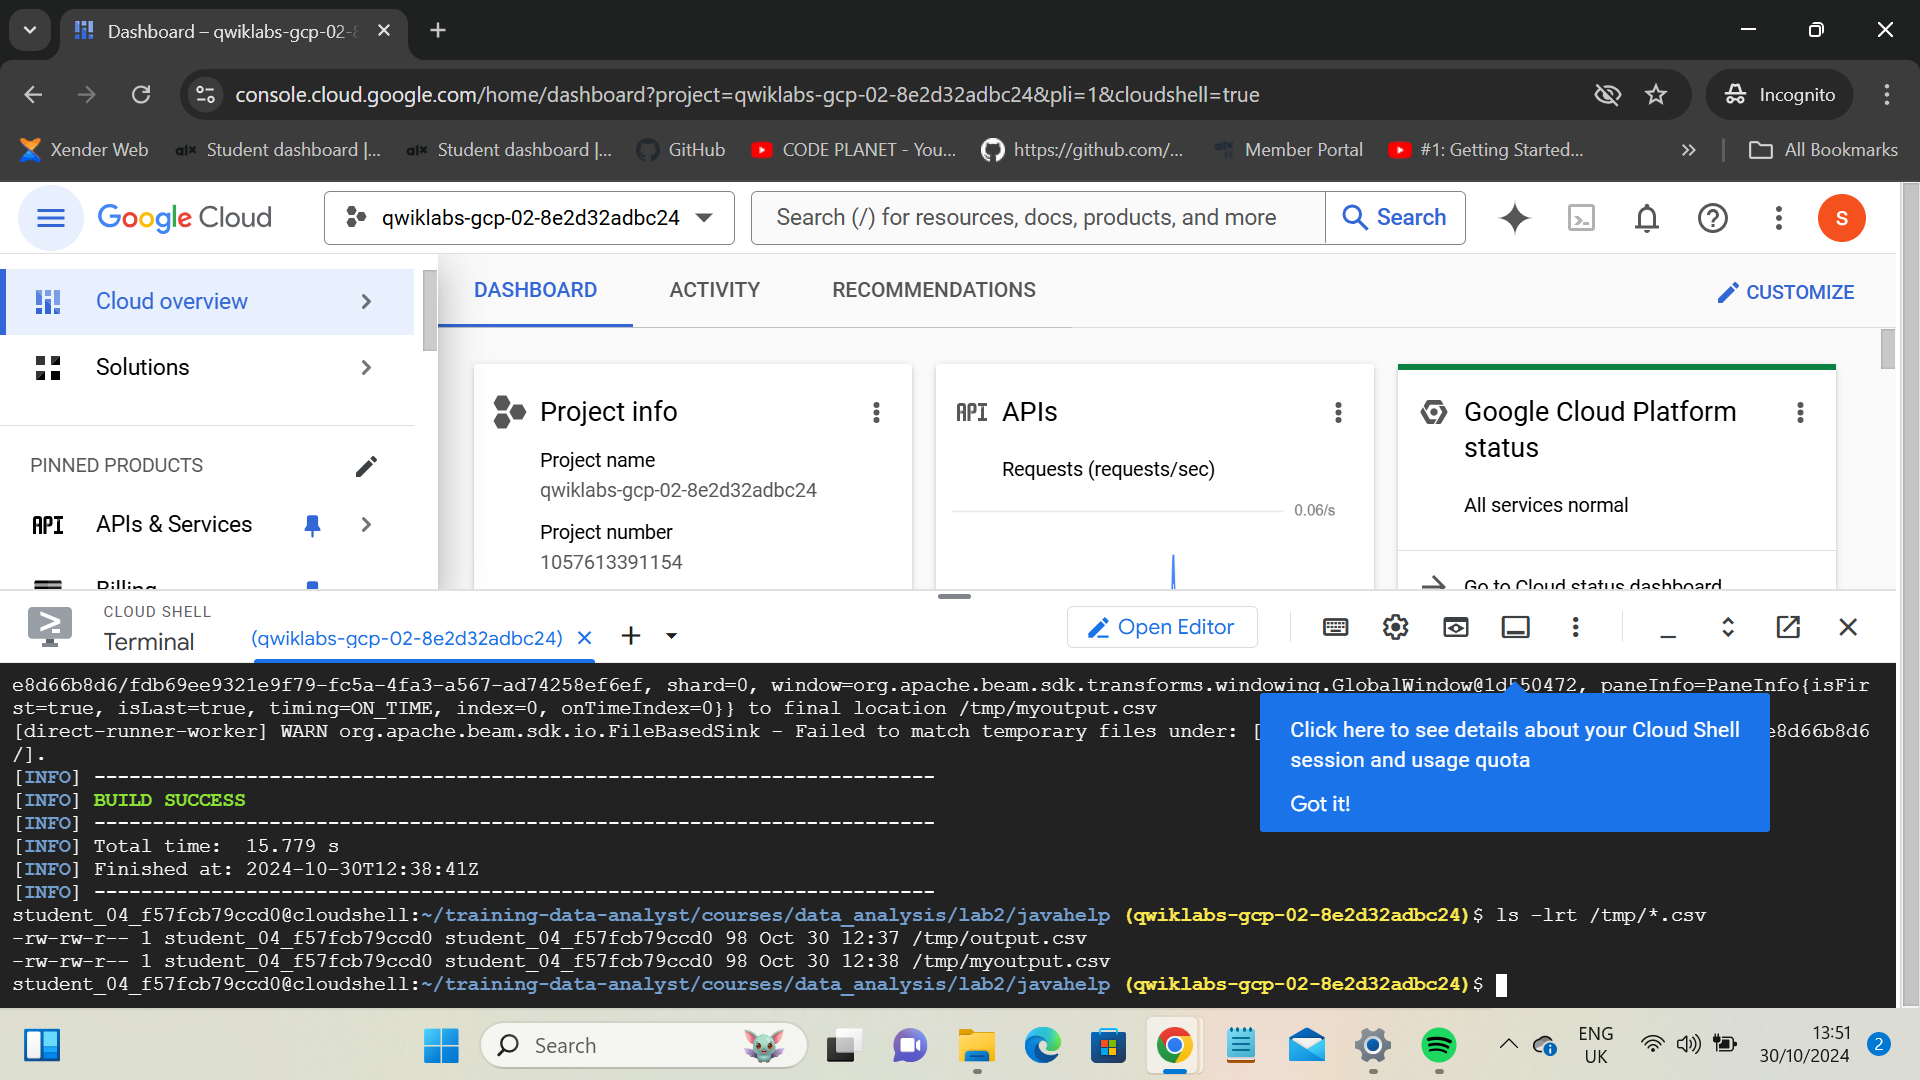 Dashboard – qwiklabs-gcp-02-8
console.cloud.google.com/home/dashboard?project=qwiklabs-gcp-02-8e2d32adbc24&pli=1&cloudshell=true
Incognito
Xender Web
alx Student dashboard |...
alx Student dashboard |...
GitHub
CODE PLANET - You...
https://github.com/...
Member Portal
#1: Getting Started...
»
All Bookmarks
Google Cloud
qwiklabs-gcp-02-8e2d32adbc24
Search (/) for resources, docs, products, and more
Search
S
Cloud overview
DASHBOARD
ACTIVITY
RECOMMENDATIONS
CUSTOMIZE
Solutions
PINNED PRODUCTS
API APIs & Services
Billing
Project info
Project name
qwiklabs-gcp-02-8e2d32adbc24
Project number
1057613391154
API APIs
Requests (requests/sec)
0.06/s
Google Cloud Platform
status
All services normal
Go to Cloud status dashboard
CLOUD SHELL
Terminal
(qwiklabs-gcp-02-8e2d32adbc24)
Open Editor
e8d66b8d6/fdb69ee9321e9f79-fc5a-4fa3-a567-ad74258ef6ef, shard=0, window=org.apache.beam.sdk.transforms.windowing.GlobalWindow@1d550472, paneInfo=PaneInfo{isFir
st=true, isLast=true, timing=ON_TIME, index=0, onTimeIndex=0}} to final location /tmp/myoutput.csv
[direct-runner-worker] WARN org.apache.beam.sdk.io.FileBasedSink - Failed to match temporary files under: [
e8d66b8d6
/].
[INFO] ------------------------------------------------------------------------
[INFO] BUILD SUCCESS
[INFO] ------------------------------------------------------------------------
[INFO] Total time:  15.779 s
[INFO] Finished at: 2024-10-30T12:38:41Z
[INFO] ------------------------------------------------------------------------
student_04_f57fcb79ccd0@cloudshell:~/training-data-analyst/courses/data_analysis/lab2/javahelp (qwiklabs-gcp-02-8e2d32adbc24)$ ls -lrt /tmp/*.csv
-rw-rw-r-- 1 student_04_f57fcb79ccd0 student_04_f57fcb79ccd0 98 Oct 30 12:37 /tmp/output.csv
-rw-rw-r-- 1 student_04_f57fcb79ccd0 student_04_f57fcb79ccd0 98 Oct 30 12:38 /tmp/myoutput.csv
student_04_f57fcb79ccd0@cloudshell:~/training-data-analyst/courses/data_analysis/lab2/javahelp (qwiklabs-gcp-02-8e2d32adbc24)$
Click here to see details about your Cloud Shell
session and usage quota
Got it!
Search
ENG
UK
13:51
30/10/2024
2